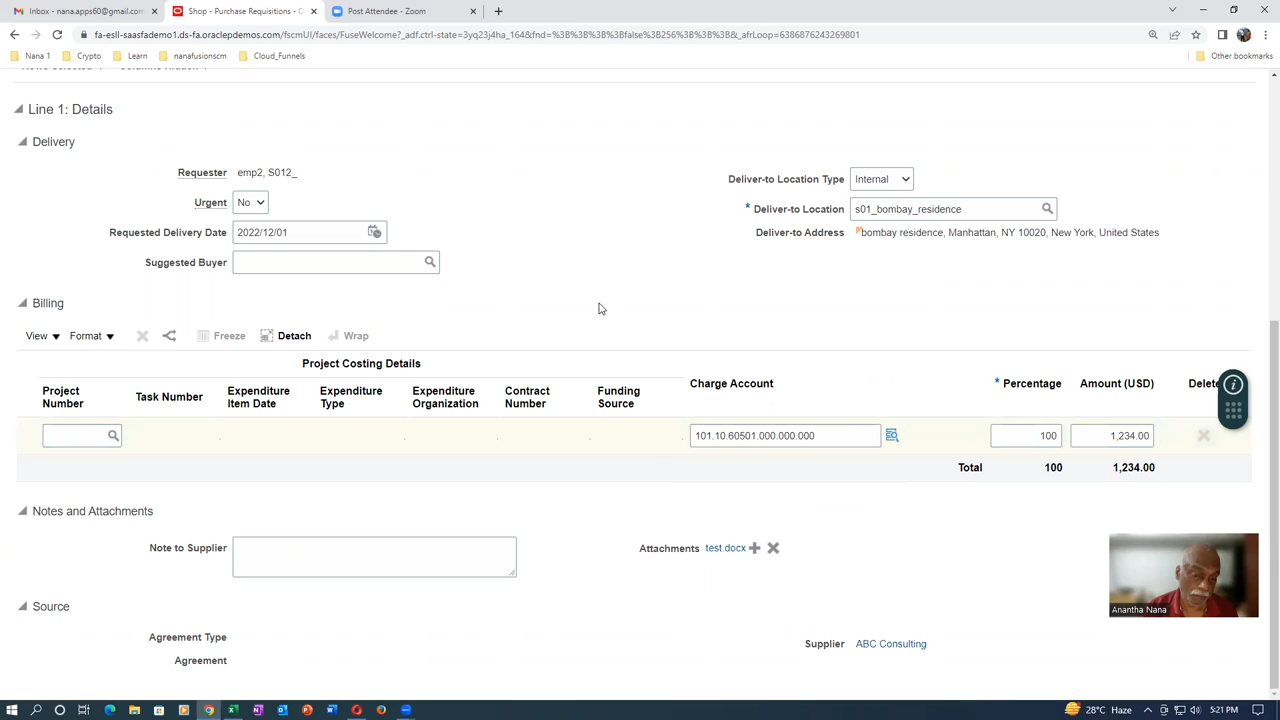 Inbox - nana.apps60@gmail.com
Shop - Purchase Requisitions - C
Post Attendee - Zoom
fa-esll-saasfademo1.ds-fa.oraclepdemos.com/fscmUI/faces/FuseWelcome?_adf.ctrl-state=3yq23j4ha_164&fnd=%3B%3B%3B%3Bfalse%3B256%3B%3B%3B&_afrLoop=6386876243269801
Nana 1 Crypto Learn nanafusionscm Cloud_Funnels Other bookmarks
Line 1: Details
Delivery
Requester emp2, S012_
Urgent No
Requested Delivery Date 2022/12/01
Suggested Buyer
Deliver-to Location Type Internal
* Deliver-to Location s01_bombay_residence
Deliver-to Address bombay residence, Manhattan, NY 10020, New York, United States
Billing
View Format Freeze Detach Wrap
Project Costing Details
Project Number Task Number Expenditure Item Date Expenditure Type Expenditure Organization Contract Number Funding Source Charge Account * Percentage Amount (USD) Delete
101.10.60501.000.000.000 100 1,234.00
Total 100 1,234.00
Notes and Attachments
Note to Supplier
Attachments test.docx
Source
Agreement Type
Agreement
Supplier ABC Consulting
Anantha Nana
28°C Haze 5:21 PM